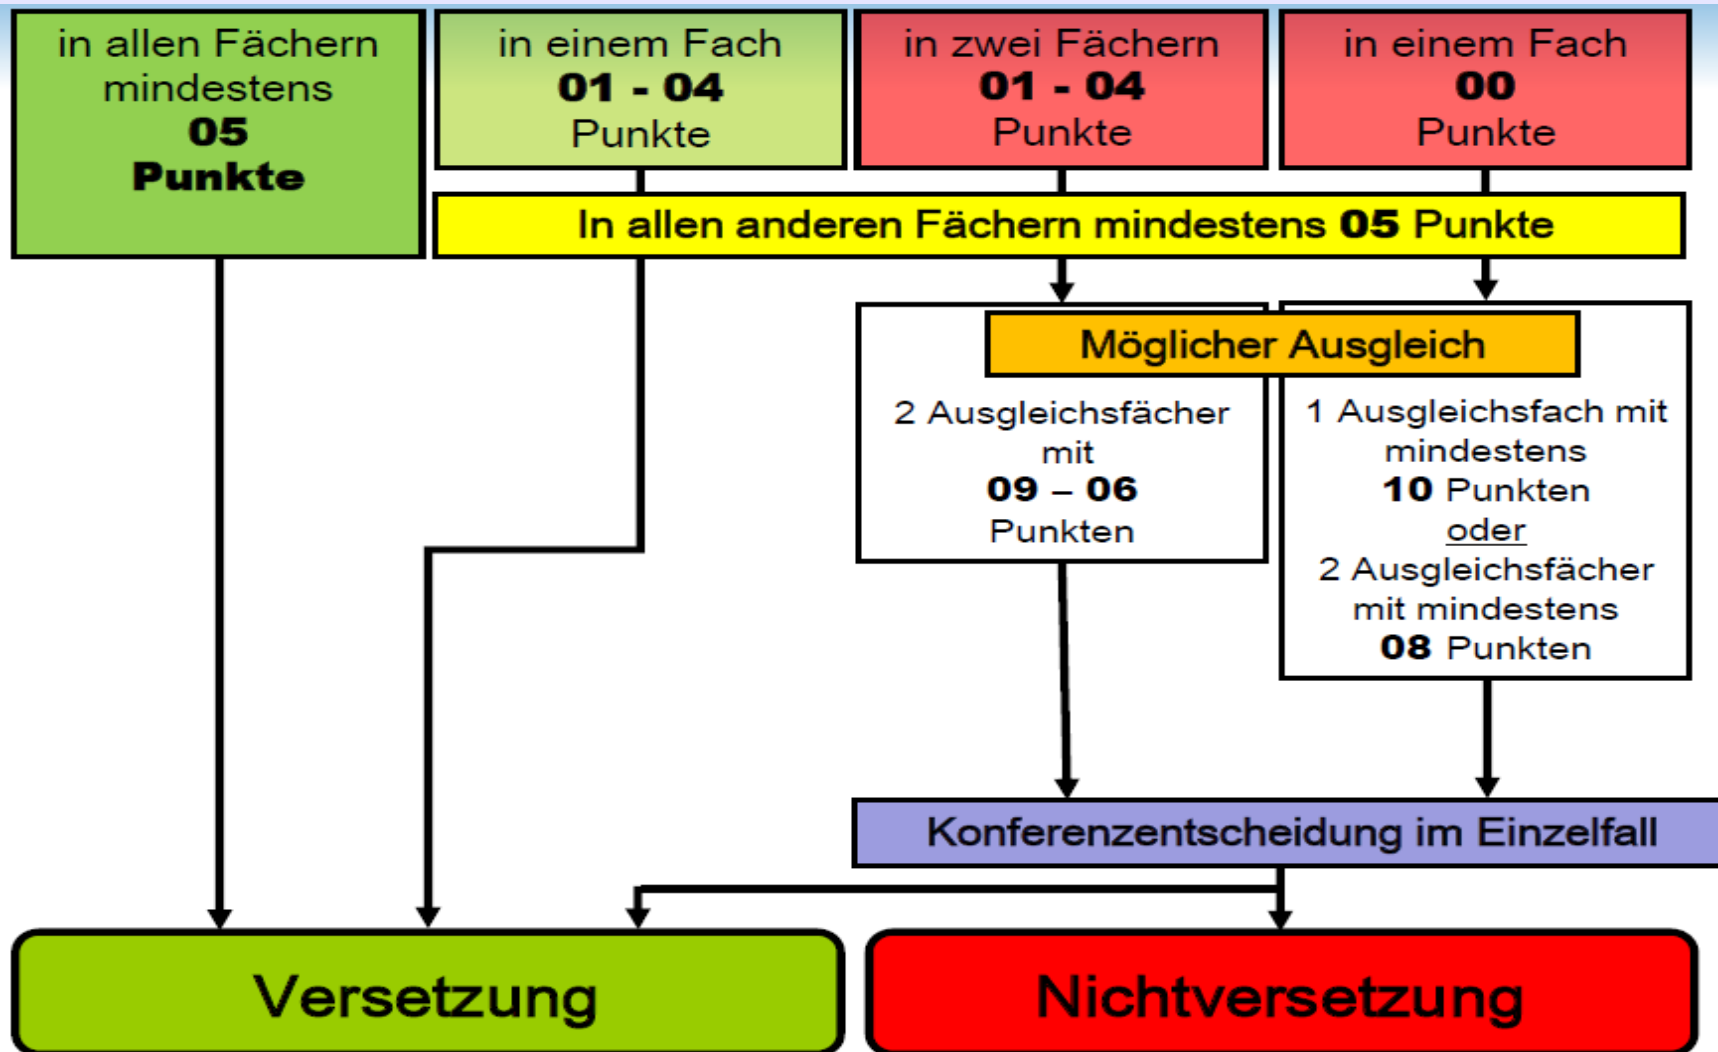 in allen Fächern
mindestens
05
Punkte
in einem Fach
01 - 04
Punkte
in zwei Fächern
01 - 04
Punkte
in einem Fach
00
Punkte
In allen anderen Fächern mindestens 05 Punkte
Möglicher Ausgleich
2 Ausgleichsfächer
mit
09 – 06
Punkten
1 Ausgleichsfach mit
mindestens
10 Punkten
oder
2 Ausgleichsfächer
mit mindestens
08 Punkten
Konferenzentscheidung im Einzelfall
Versetzung
Nichtversetzung